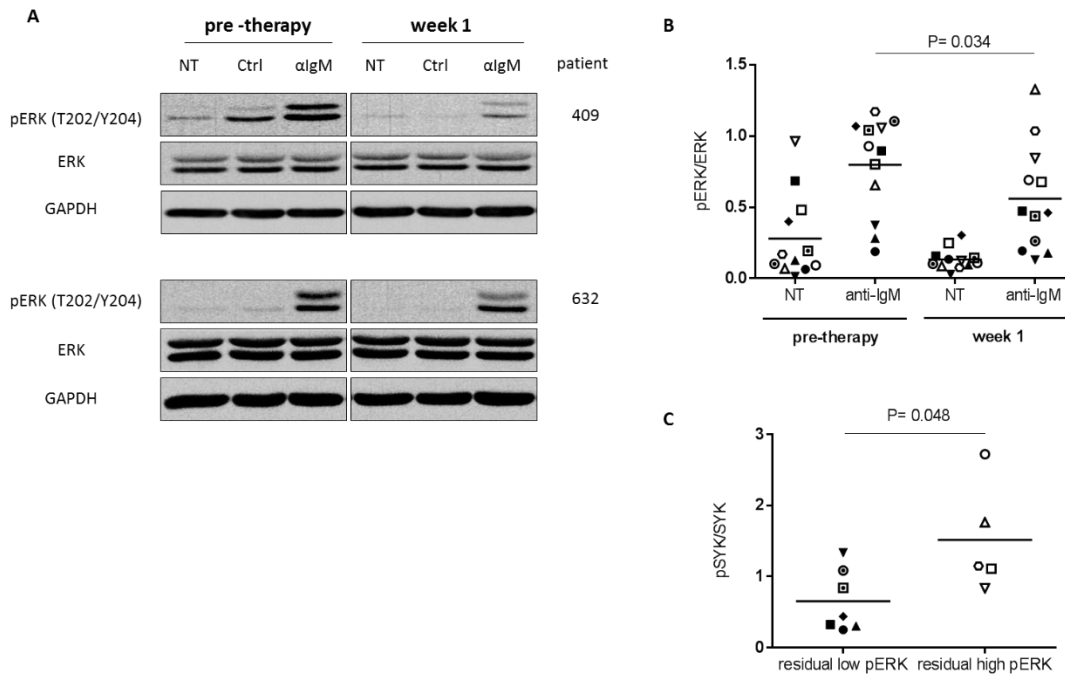 A
pre -therapy week 1
NT Ctrl αIgM NT Ctrl αIgM patient
pERK (T202/Y204) 409
ERK
GAPDH
pERK (T202/Y204) 632
ERK
GAPDH
B
P= 0.034
1.5
1.0
0.5
0.0
pERK/ERK
NT anti-IgM NT anti-IgM
pre-therapy week 1
C
P= 0.048
3
2
1
0
pSYK/SYK
residual low pERK residual high pERK